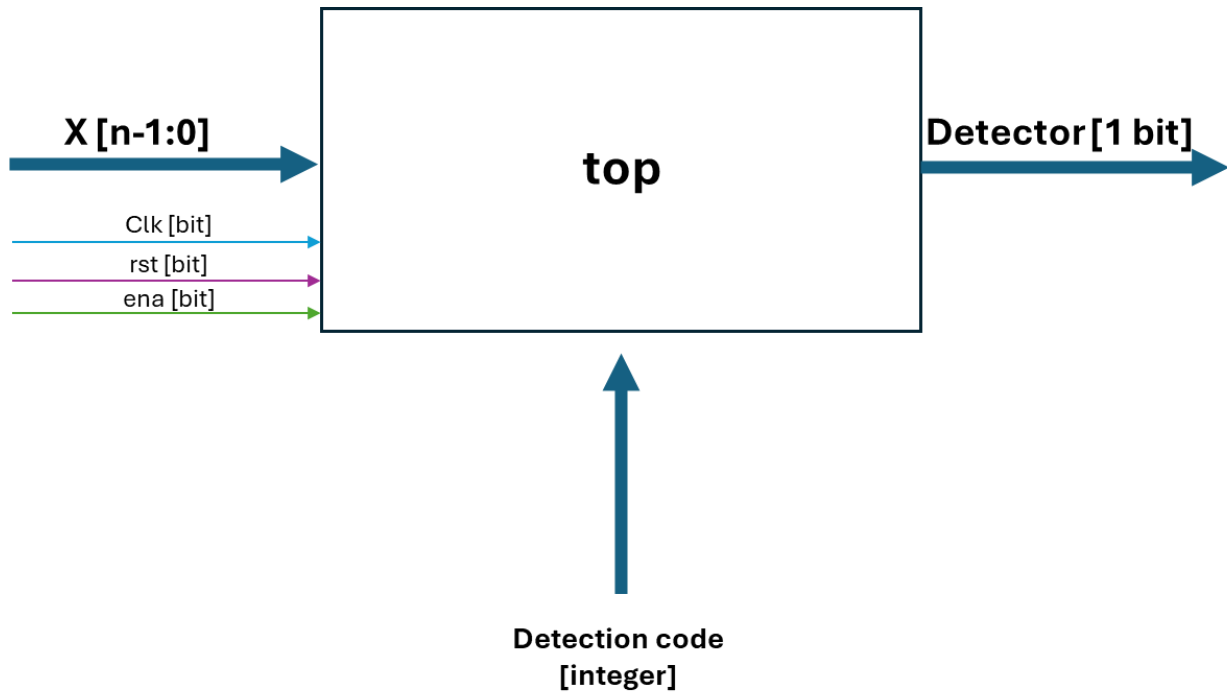 X [n-1:0]
Detector [1 bit]
top
Clk [bit]
rst [bit]
ena [bit]
Detection code
[integer]